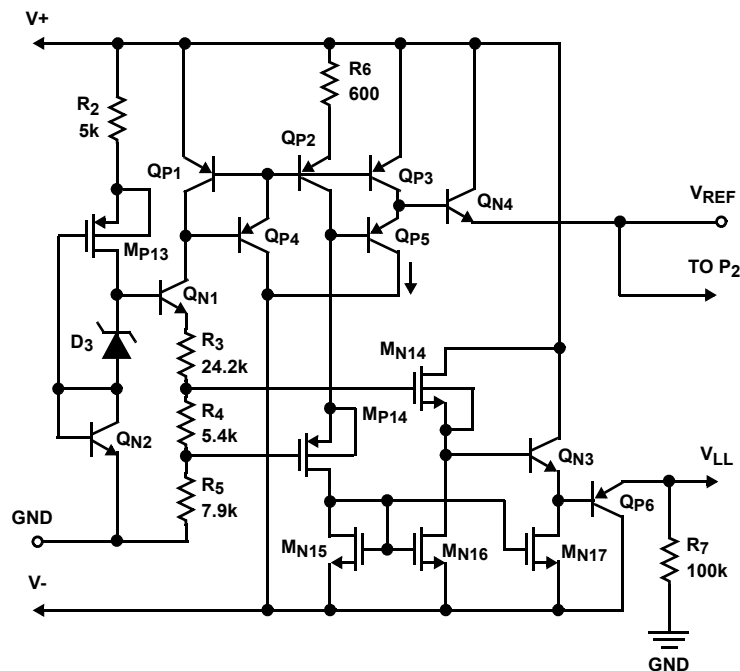 V+
R2
5k
R6
600
QP2
QP1
QP3
QN4
VREF
MP13
QP4
QP5
TO P2
QN1
D3
R3
24.2k
MN14
R4
5.4k
MP14
QN2
QN3
VLL
R5
7.9k
QP6
GND
MN15
MN16
MN17
R7
100k
V-
GND